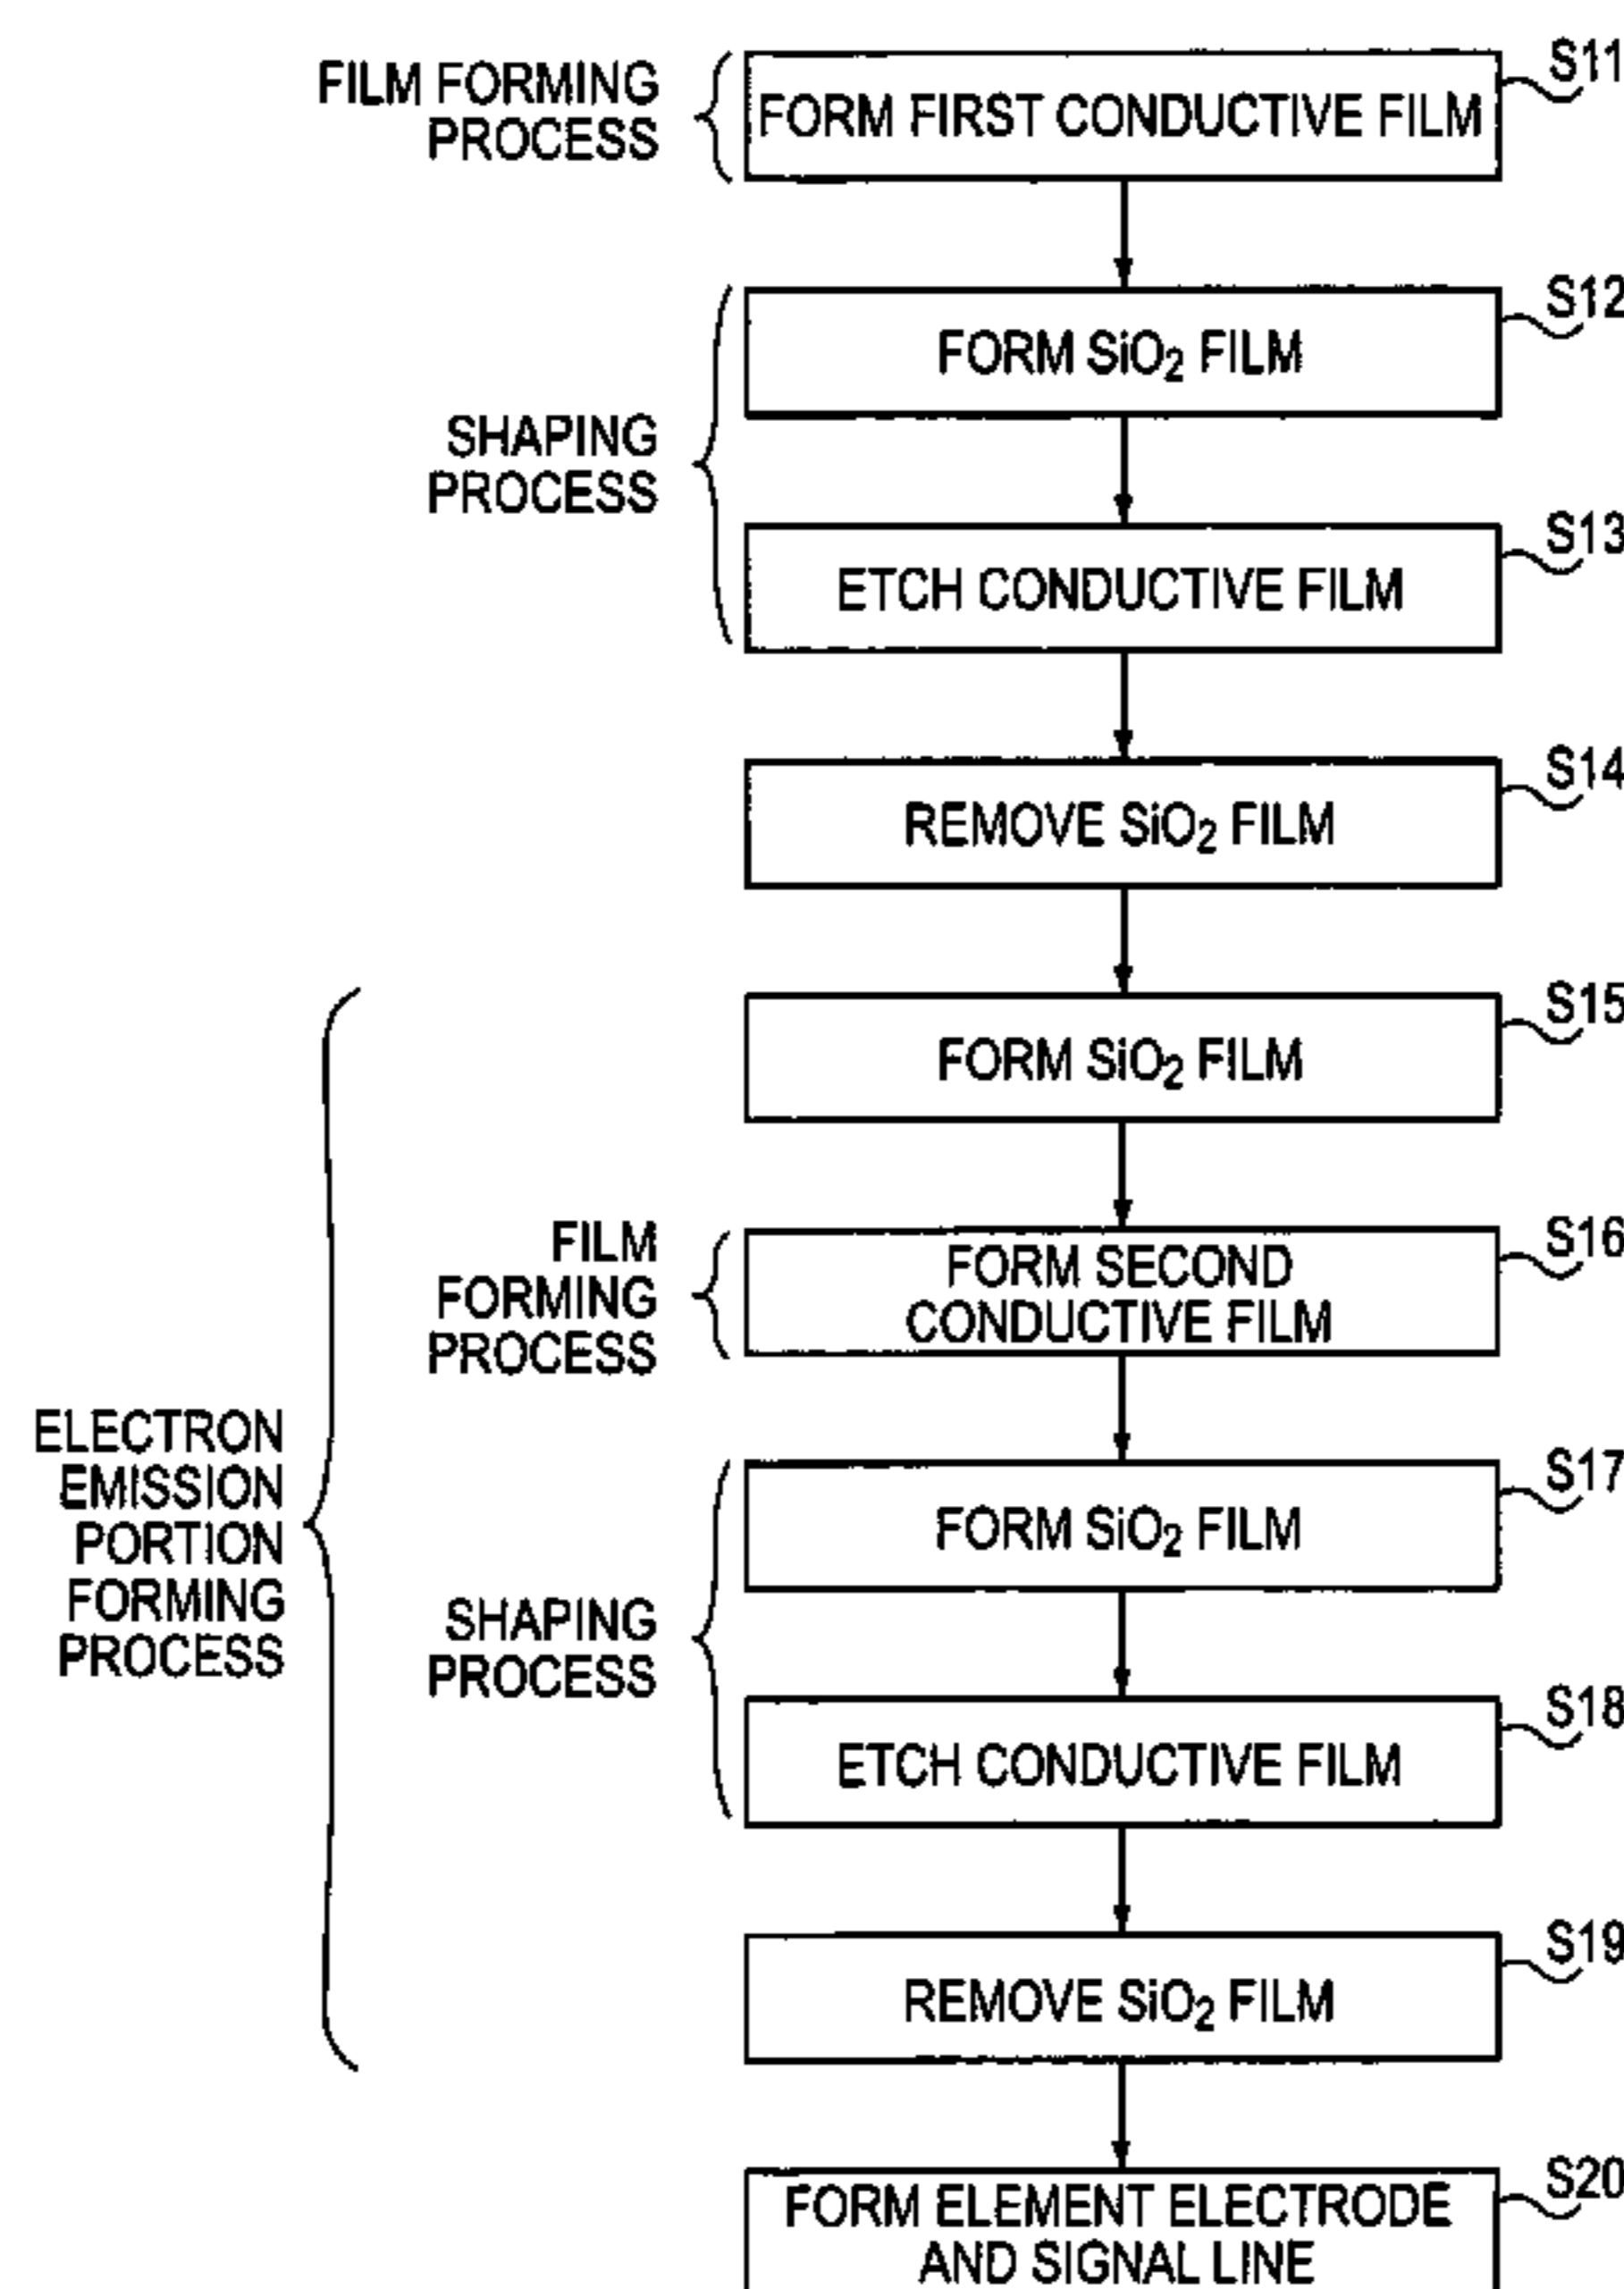 FILM FORMING
PROCESS
FORM FIRST CONDUCTIVE FILM
S11
FORM SiO2 FILM
S12
SHAPING
PROCESS
ETCH CONDUCTIVE FILM
S13
REMOVE SiO2 FILM
S14
FORM SiO2 FILM
S15
FILM
FORMING
PROCESS
FORM SECOND
CONDUCTIVE FILM
S16
ELECTRON
EMISSION
PORTION
FORMING
PROCESS
FORM SiO2 FILM
S17
SHAPING
PROCESS
ETCH CONDUCTIVE FILM
S18
REMOVE SiO2 FILM
S19
FORM ELEMENT ELECTRODE
AND SIGNAL LINE
S20